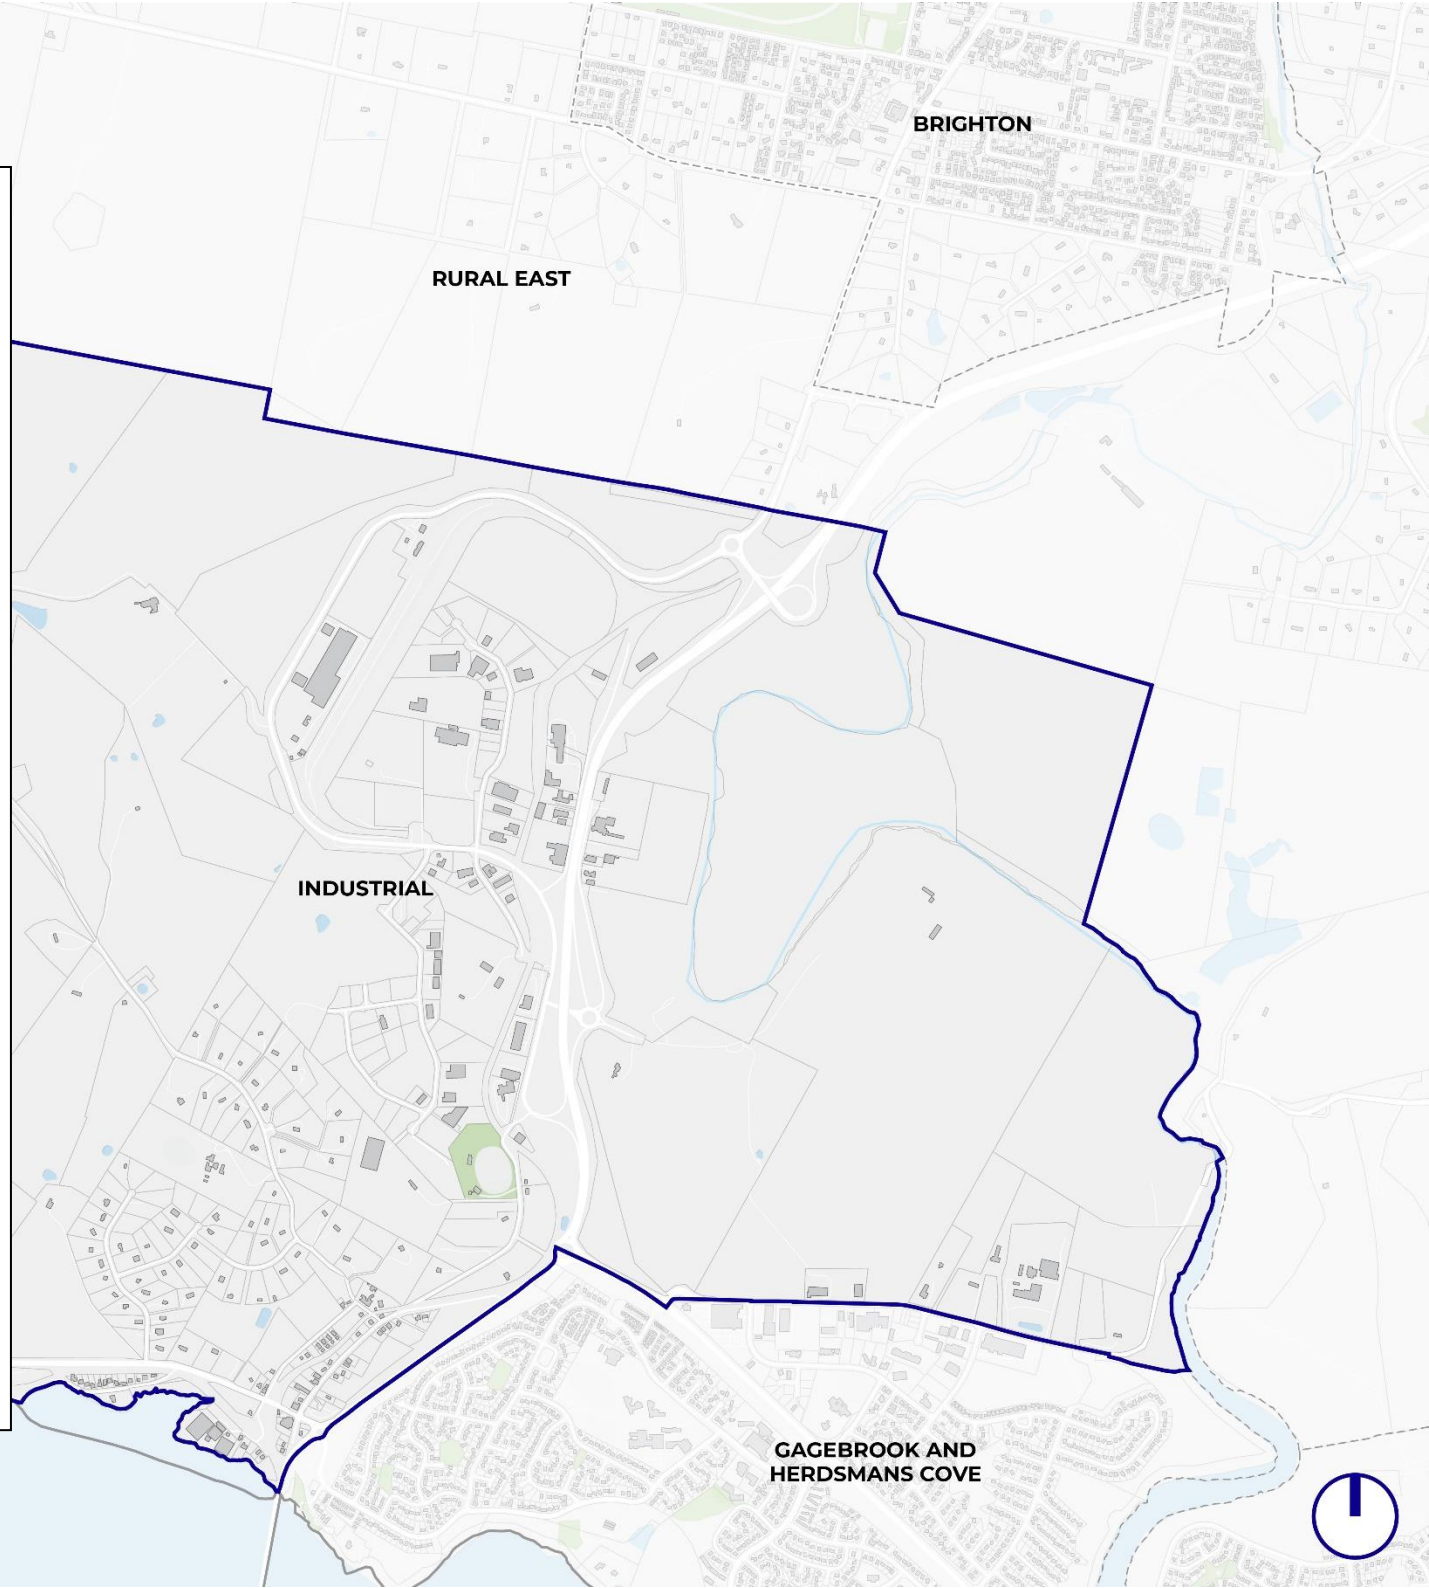 BRIGHTON
RURAL EAST
INDUSTRIAL
GAGEBROOK AND
HERDSMANS COVE